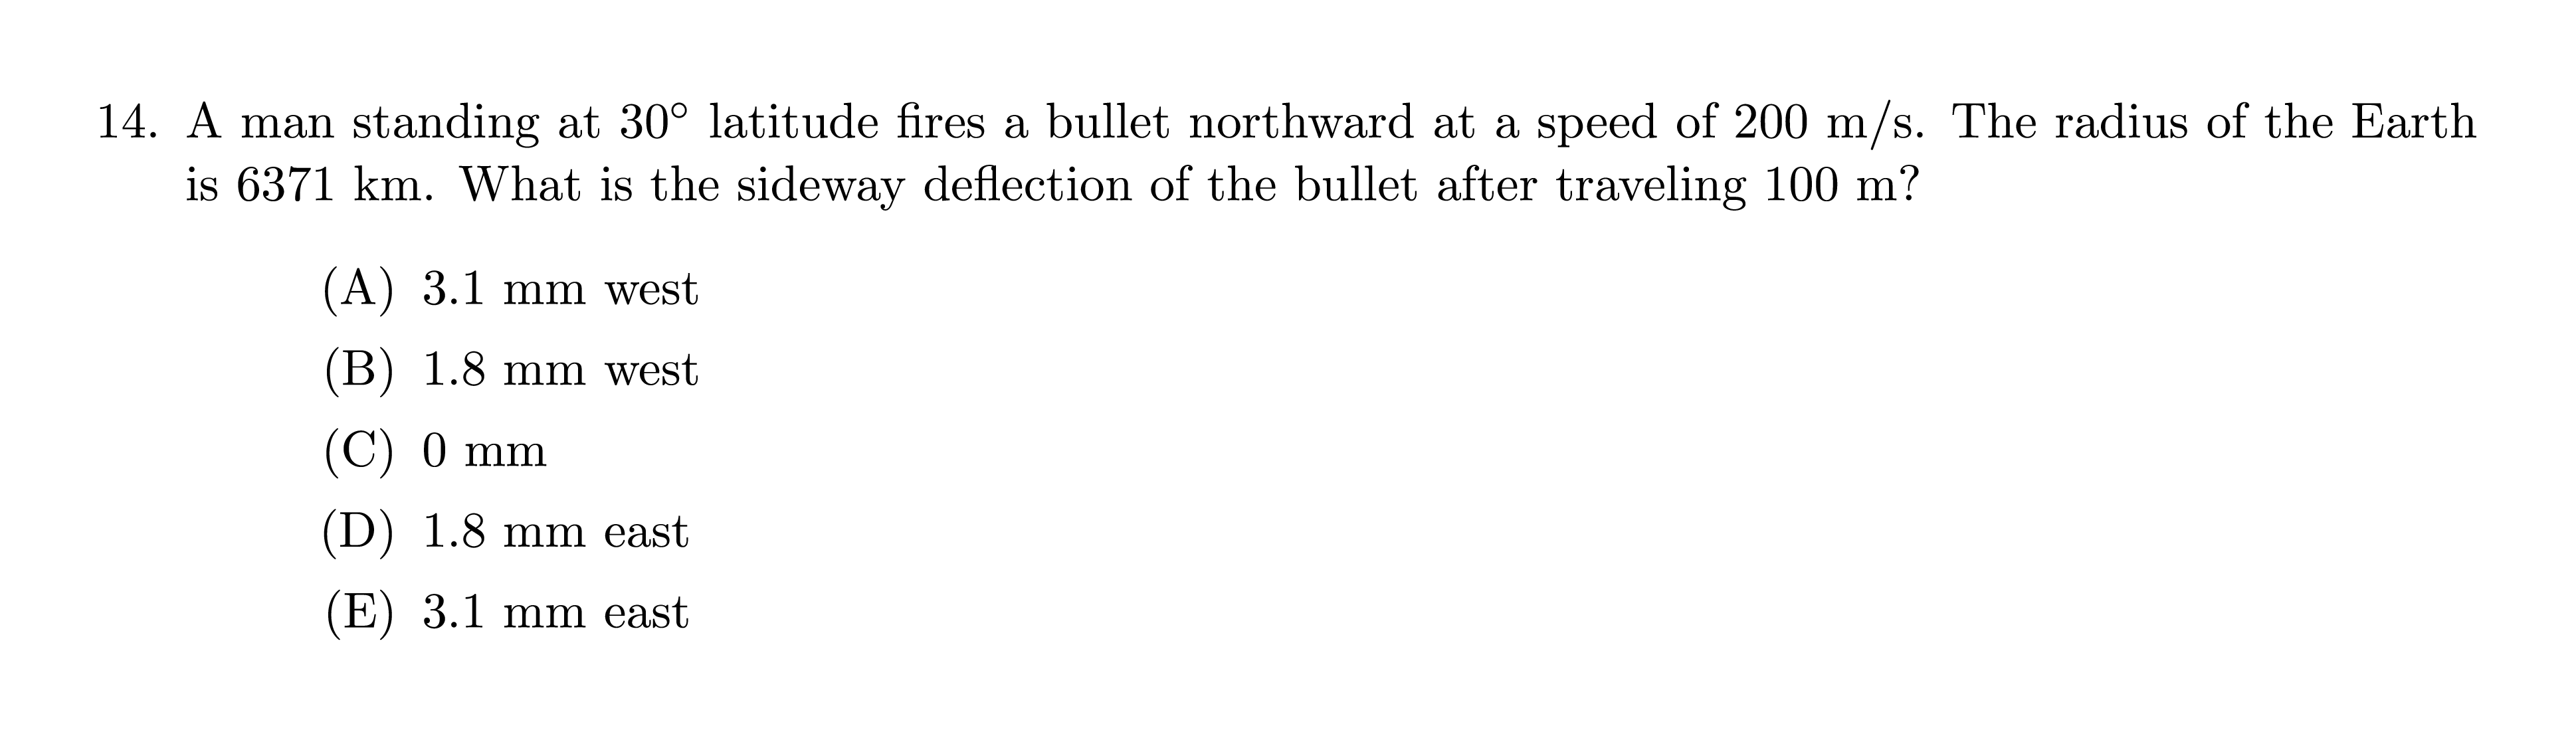 14. A man standing at 30° latitude fires a bullet northward at a speed of 200 m/s. The radius of the Earth
is 6371 km. What is the sideway deflection of the bullet after traveling 100 m?
(A) 3.1 mm west
(B) 1.8 mm west
(C) 0 mm
(D) 1.8 mm east
(E) 3.1 mm east